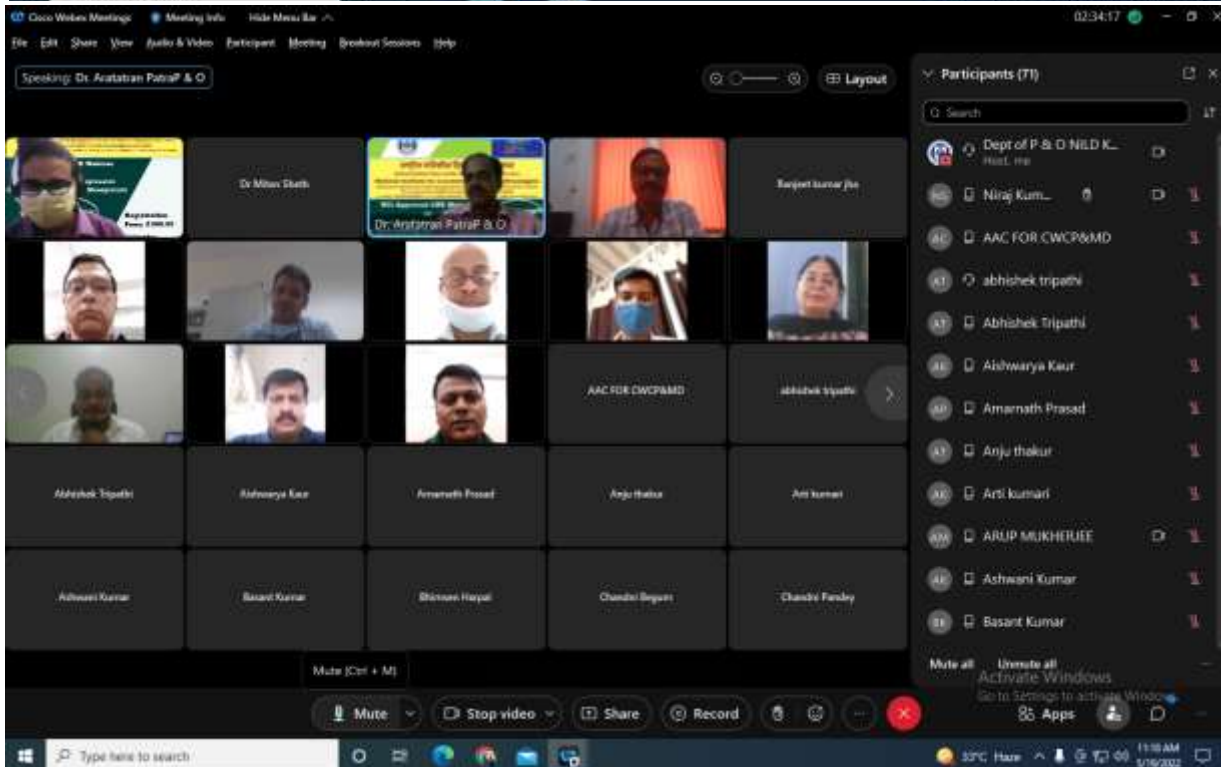 Cisco Webex Meetings Meeting Info Hide Menu Bar
02:34:17
File Edit Share View Audio & Video Participant Meeting Breakout Sessions Help
Speaking: Dr. Aratatran PatraP & O
Layout
Participants (71)
Search
Dept of P & O NILD K...
Host, me
Niraj Kum...
AAC FOR CWCP&MD
abhishek tripathi
Abhishek Tripathi
Aishwarya Kaur
Amarnath Prasad
Anju thakur
Arti kumari
ARUP MUKHERJEE
Ashwani Kumar
Basant Kumar
Mute all Unmute all
Dr Mitos Sheth
Dr. Aratatran PatraP & O
Ranjeet kumar jha
AAC FOR CWCP&MD
abhishek tripathi
Abhishek Tripathi
Aishwarya Kaur
Amarnath Prasad
Anju thakur
Arti kumari
Ashwani Kumar
Basant Kumar
Bhimsen Harpal
Chandni Begum
Chandni Pandey
Mute (Ctrl + M)
Activate Windows
Go to Settings to activate Windows
Mute Stop video Share Record
Apps
Type here to search
33°C Haze
11:18 AM
5/16/2022